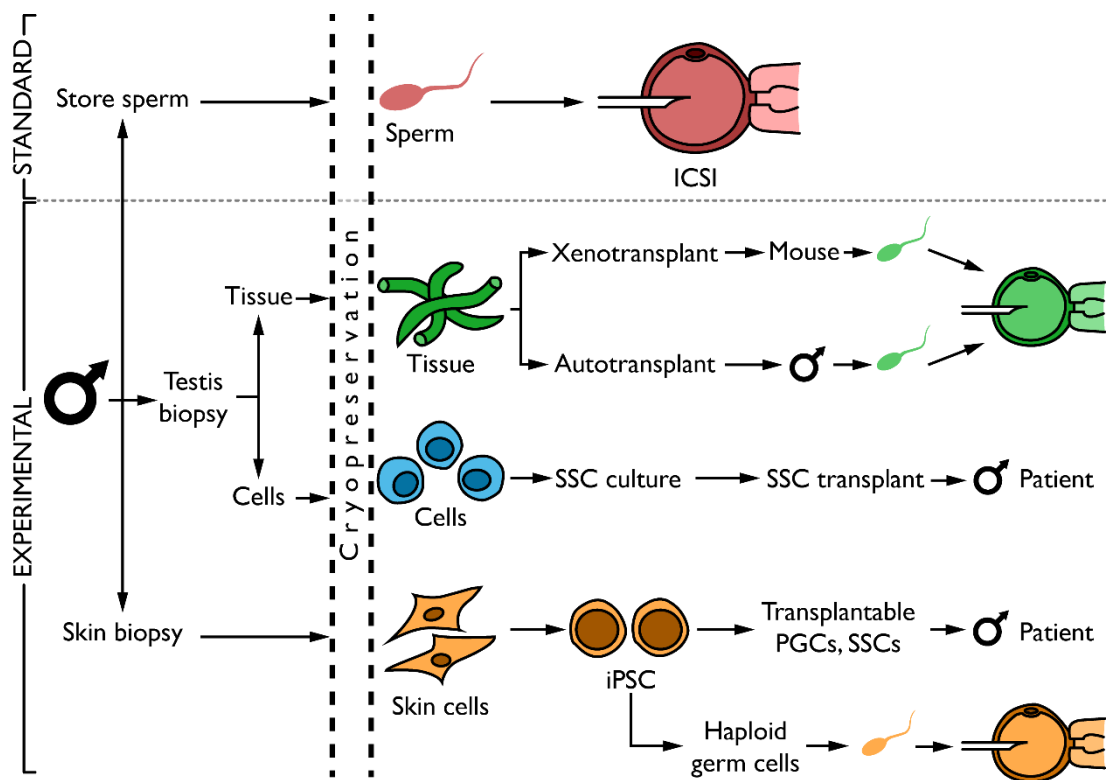 STANDARD
Store sperm
Sperm
ICSI
EXPERIMENTAL
Cryopreservation
Xenotransplant
Mouse
Tissue
Tissue
Autotransplant
Testis
biopsy
Cells
Cells
SSC culture
SSC transplant
Patient
Skin biopsy
Skin cells
iPSC
Transplantable
PGCs, SSCs
Patient
Haploid
germ cells